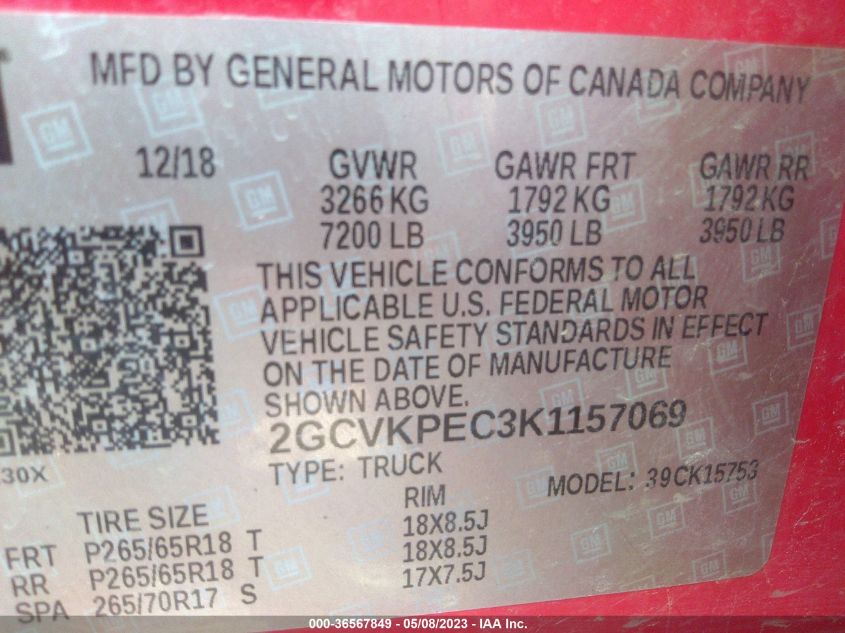 MFD BY GENERAL MOTORS OF CANADA COMPANY
12/18 GVWR GAWR FRT GAWR RR
3266 KG 1792 KG 1792 KG
7200 LB 3950 LB 3950 LB
THIS VEHICLE CONFORMS TO ALL
APPLICABLE U.S. FEDERAL MOTOR
VEHICLE SAFETY STANDARDS IN EFFECT
ON THE DATE OF MANUFACTURE
SHOWN ABOVE.
2GCVKPEC3K1157069
30X
TYPE: TRUCK MODEL: 39CK15753
TIRE SIZE RIM
FRT P265/65R18 T 18X8.5J
RR P265/65R18 T 18X8.5J
SPA 265/70R17 S 17X7.5J
000-36567849 - 05/08/2023 - IAA Inc.